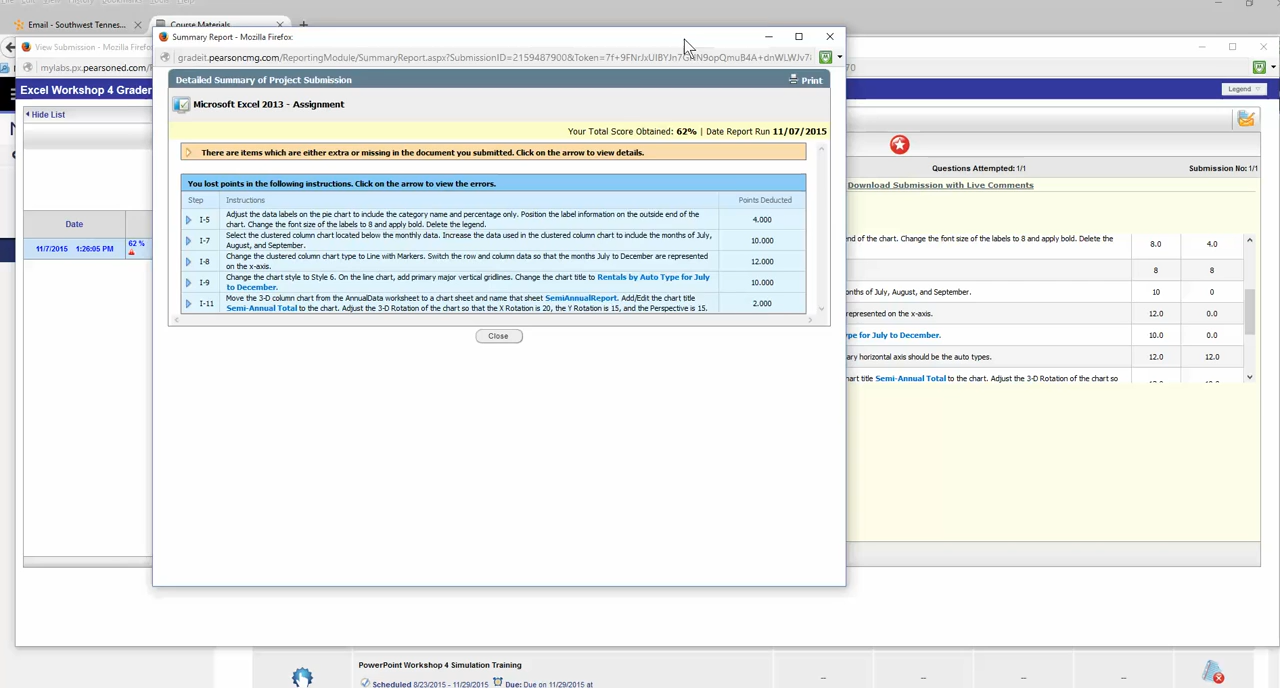 Email - Southwest Tennes...
Course Materials
View Submission - Mozilla Firefox
Summary Report - Mozilla Firefox
mylabs.px.pearsoned.com/
gradeit.pearsoncmg.com/ReportingModule/SummaryReport.aspx?SubmissionID=2159487900&Token=
70
Detailed Summary of Project Submission
Print
Excel Workshop 4 Grader
Legend
Microsoft Excel 2013 - Assignment
Hide List
Your Total Score Obtained: 62% | Date Report Run 11/07/2015
There are items which are either extra or missing in the document you submitted. Click on the arrow to view details.
Questions Attempted: 1/1
Submission No: 1/1
You lost points in the following instructions. Click on the arrow to view the errors.
Download Submission with Live Comments
Step
Instructions
Points Deducted
I-5
Adjust the data labels on the pie chart to include the category name and percentage only. Position the label information on the outside end of the
chart. Change the font size of the labels to 8 and apply bold. Delete the legend.
4.000
I-7
Select the clustered column chart located below the monthly data. Increase the data used in the clustered column chart to include the months of July,
August, and September.
10.000
I-8
Change the clustered column chart type to Line with Markers. Switch the row and column data so that the months July to December are represented
on the x-axis.
12.000
I-9
Change the chart style to Style 6. On the line chart, add primary major vertical gridlines. Change the chart title to Rentals by Auto Type for July
to December.
10.000
I-11
Move the 3-D column chart from the AnnualData worksheet to a chart sheet and name that sheet SemiAnnualReport. Add/Edit the chart title
Semi-Annual Total to the chart. Adjust the 3-D Rotation of the chart so that the X Rotation is 20, the Y Rotation is 15, and the Perspective is 15.
2.000
Close
Date
11/7/2015 1:26:05 PM
62 %
end of the chart. Change the font size of the labels to 8 and apply bold. Delete the
8.0 4.0
8 8
months of July, August, and September.
10 0
represented on the x-axis.
12.0 0.0
pe for July to December.
10.0 0.0
ary horizontal axis should be the auto types.
12.0 12.0
hart title Semi-Annual Total to the chart. Adjust the 3-D Rotation of the chart so
PowerPoint Workshop 4 Simulation Training
Scheduled 8/23/2015 - 11/29/2015 Due: Due on 11/29/2015 at
-- -- -- --